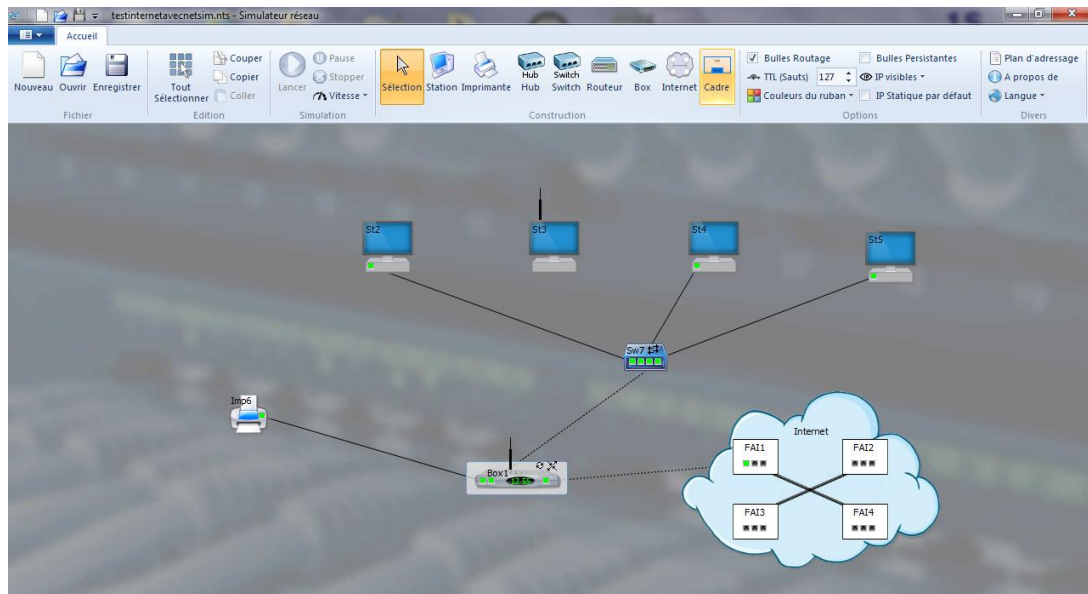 testinternetavecnetsim.nts - Simulateur réseau
Accueil
Nouveau Ouvrir Enregistrer
Fichier
Tout
Sélectionner
Couper
Copier
Coller
Edition
Lancer
Pause
Stopper
Vitesse
Simulation
Sélection Station Imprimante Hub Switch Routeur Box Internet Cadre
Hub
Switch
Construction
Bulles Routage
TTL (Sauts) 127
Couleurs du ruban
Bulles Persistantes
IP visibles
IP Statique par défaut
Options
Plan d'adressage
A propos de
Langue
Divers
St2
St3
St4
St5
Sw7
Imp6
Box1
Internet
FAI1
FAI2
FAI3
FAI4